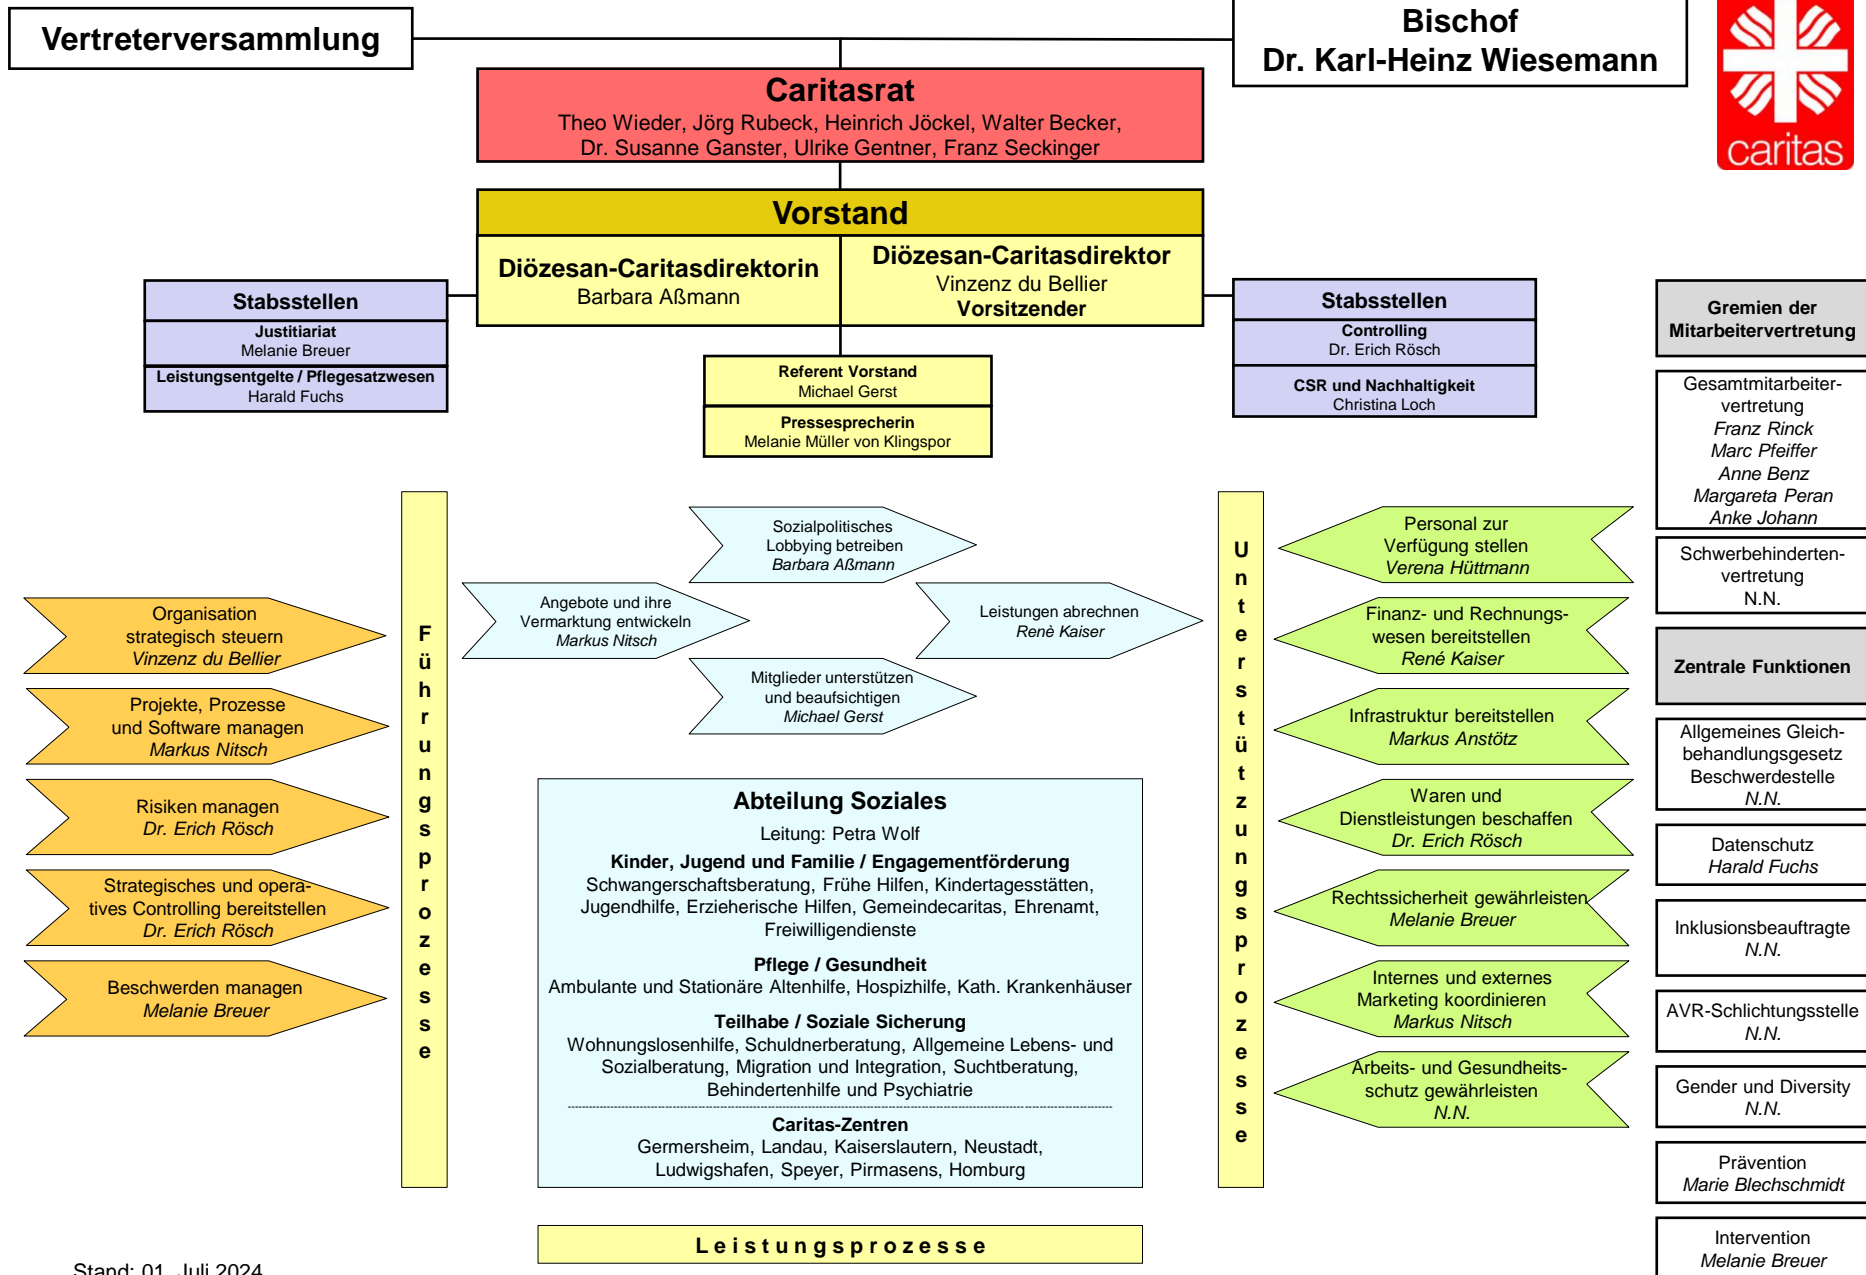 Vertreterversammlung
Bischof
Dr. Karl-Heinz Wiesemann
caritas
Caritasrat
Theo Wieder, Jörg Rubeck, Heinrich Jöckel, Walter Becker,
Dr. Susanne Ganster, Ulrike Gentner, Franz Seckinger
Vorstand
Diözesan-Caritasdirektorin
Barbara Aßmann
Diözesan-Caritasdirektor
Vinzenz du Bellier
Vorsitzender
Stabsstellen
Justitiariat
Melanie Breuer
Leistungsentgelte / Pflegesatzwesen
Harald Fuchs
Referent Vorstand
Michael Gerst
Pressesprecherin
Melanie Müller von Klingspor
Stabsstellen
Controlling
Dr. Erich Rösch
CSR und Nachhaltigkeit
Christina Loch
Gremien der
Mitarbeitervertretung
Gesamtmitarbeiter-
vertretung
Franz Rinck
Marc Pfeiffer
Anne Benz
Margareta Peran
Anke Johann
Schwerbehinderten-
vertretung
N.N.
Zentrale Funktionen
Allgemeines Gleich-
behandlungsgesetz
Beschwerdestelle
N.N.
Datenschutz
Harald Fuchs
Inklusionsbeauftragte
N.N.
AVR-Schlichtungsstelle
N.N.
Gender und Diversity
N.N.
Prävention
Marie Blechschmidt
Intervention
Melanie Breuer
Organisation
strategisch steuern
Vinzenz du Bellier
Projekte, Prozesse
und Software managen
Markus Nitsch
Risiken managen
Dr. Erich Rösch
Strategisches und opera-
tives Controlling bereitstellen
Dr. Erich Rösch
Beschwerden managen
Melanie Breuer
Führungsprozesse
Sozialpolitisches
Lobbying betreiben
Barbara Aßmann
Angebote und ihre
Vermarktung entwickeln
Markus Nitsch
Leistungen abrechnen
Renè Kaiser
Mitglieder unterstützen
und beaufsichtigen
Michael Gerst
Abteilung Soziales
Leitung: Petra Wolf
Kinder, Jugend und Familie / Engagementförderung
Schwangerschaftsberatung, Frühe Hilfen, Kindertagesstätten,
Jugendhilfe, Erzieherische Hilfen, Gemeindecaritas, Ehrenamt,
Freiwilligendienste
Pflege / Gesundheit
Ambulante und Stationäre Altenhilfe, Hospizhilfe, Kath. Krankenhäuser
Teilhabe / Soziale Sicherung
Wohnungslosenhilfe, Schuldnerberatung, Allgemeine Lebens- und
Sozialberatung, Migration und Integration, Suchtberatung,
Behindertenhilfe und Psychiatrie
Caritas-Zentren
Germersheim, Landau, Kaiserslautern, Neustadt,
Ludwigshafen, Speyer, Pirmasens, Homburg
Leistungsprozesse
Unterstützungsprozesse
Personal zur
Verfügung stellen
Verena Hüttmann
Finanz- und Rechnungs-
wesen bereitstellen
René Kaiser
Infrastruktur bereitstellen
Markus Anstötz
Waren und
Dienstleistungen beschaffen
Dr. Erich Rösch
Rechtssicherheit gewährleisten
Melanie Breuer
Internes und externes
Marketing koordinieren
Markus Nitsch
Arbeits- und Gesundheits-
schutz gewährleisten
N.N.
Stand: 01. Juli 2024